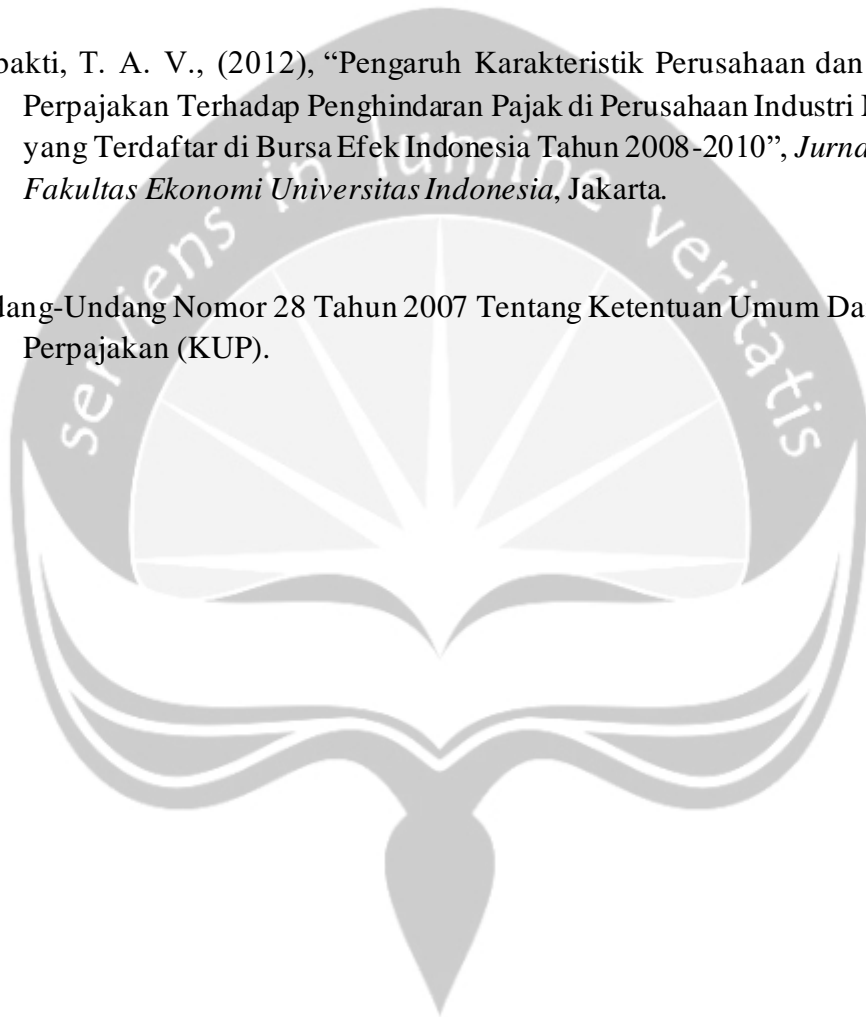 bakti, T. A. V., (2012), “Pengaruh Karakteristik Perusahaan dan
Perpajakan Terhadap Penghindaran Pajak di Perusahaan Industri
yang Terdaftar di Bursa Efek Indonesia Tahun 2008-2010”, Jurna
Fakultas Ekonomi Universitas Indonesia, Jakarta.
dang-Undang Nomor 28 Tahun 2007 Tentang Ketentuan Umum Da
Perpajakan (KUP).
serviens in lumine veritatis